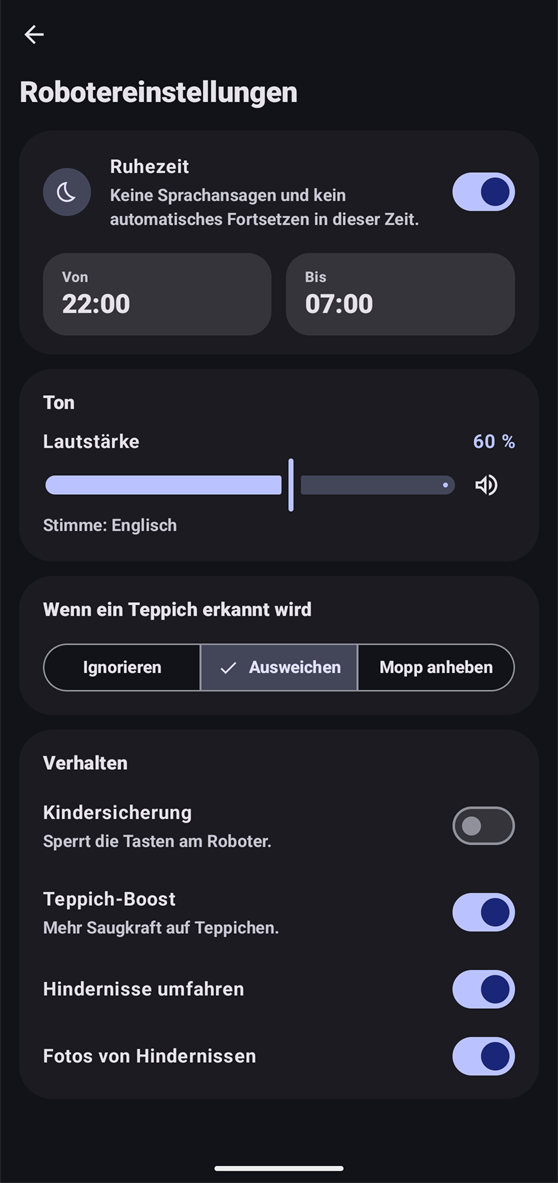 Robotereinstellungen
Ruhezeit
Keine Sprachansagen und kein
automatisches Fortsetzen in dieser Zeit.
Von
22:00
Bis
07:00
Ton
Lautstärke
60 %
Stimme: Englisch
Wenn ein Teppich erkannt wird
Ignorieren
Ausweichen
Mopp anheben
Verhalten
Kindersicherung
Sperrt die Tasten am Roboter.
Teppich-Boost
Mehr Saugkraft auf Teppichen.
Hindernisse umfahren
Fotos von Hindernissen